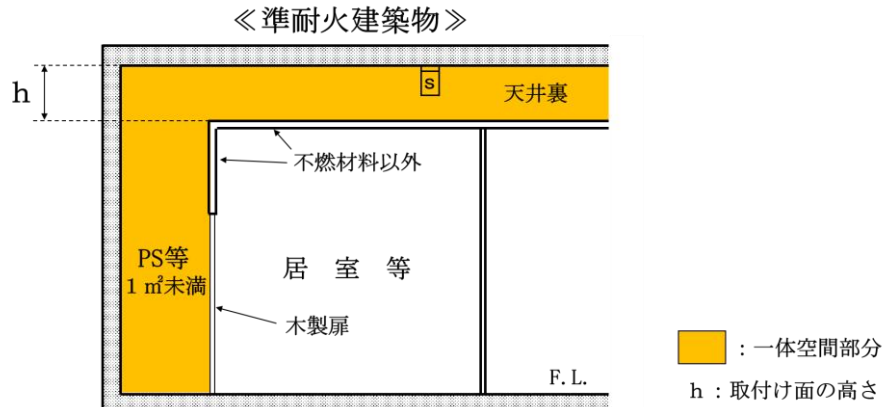 ≪準耐火建築物≫
h
S
天井裏
不燃材料以外
PS等
1㎡未満
居室等
木製扉
F.L.
：一体空間部分
h：取付け面の高さ